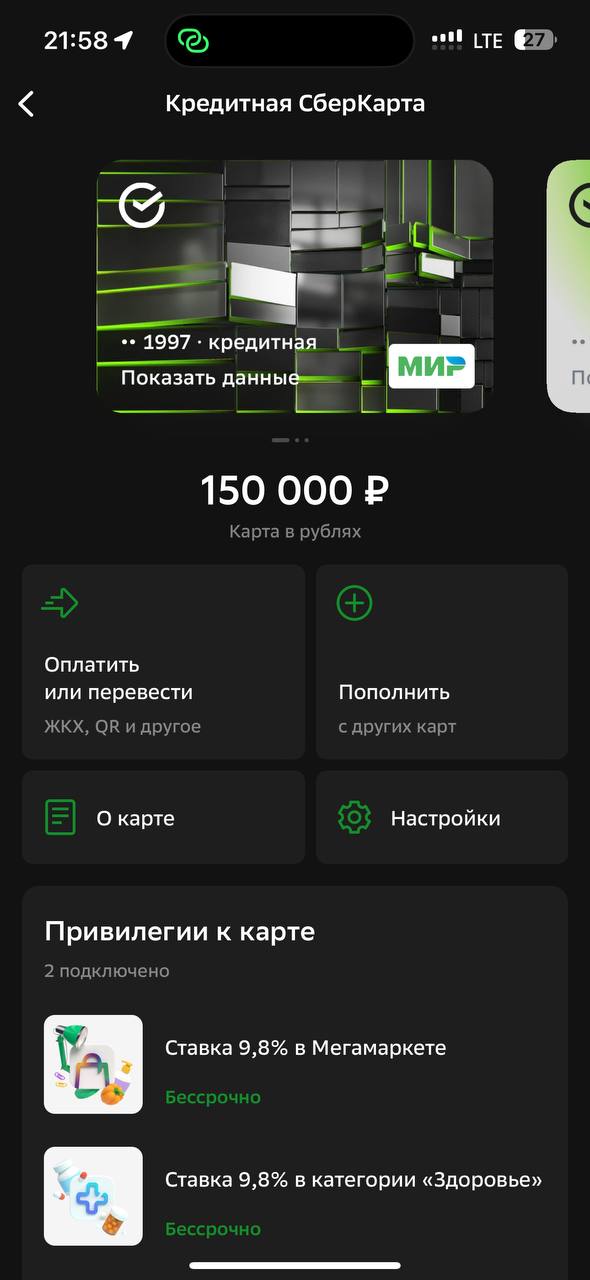 21:58 LTE 27
Кредитная СберКарта
•• 1997 · кредитная
Показать данные
МИР
••
150 000 ₽
Карта в рублях
Оплатить
или перевести
ЖКХ, QR и другое
Пополнить
с других карт
О карте
Настройки
Привилегии к карте
2 подключено
Ставка 9,8% в Мегамаркете
Бессрочно
Ставка 9,8% в категории «Здоровье»
Бессрочно